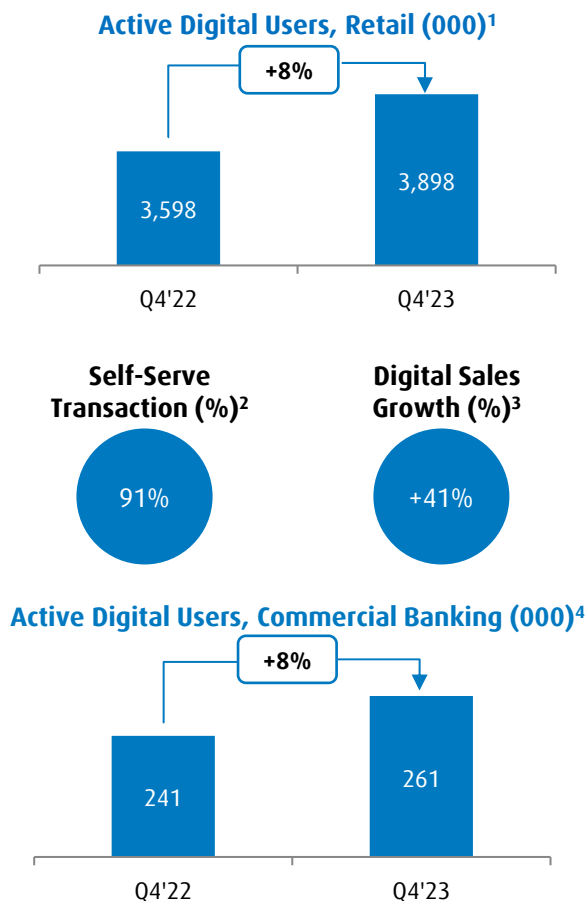 Active Digital Users, Retail (000)¹
+8%
3,598
3,898
Q4'22
Q4'23
Self-Serve
Transaction (%)²
Digital Sales
Growth (%)³
91%
+41%
Active Digital Users, Commercial Banking (000)⁴
+8%
241
261
Q4'22
Q4'23